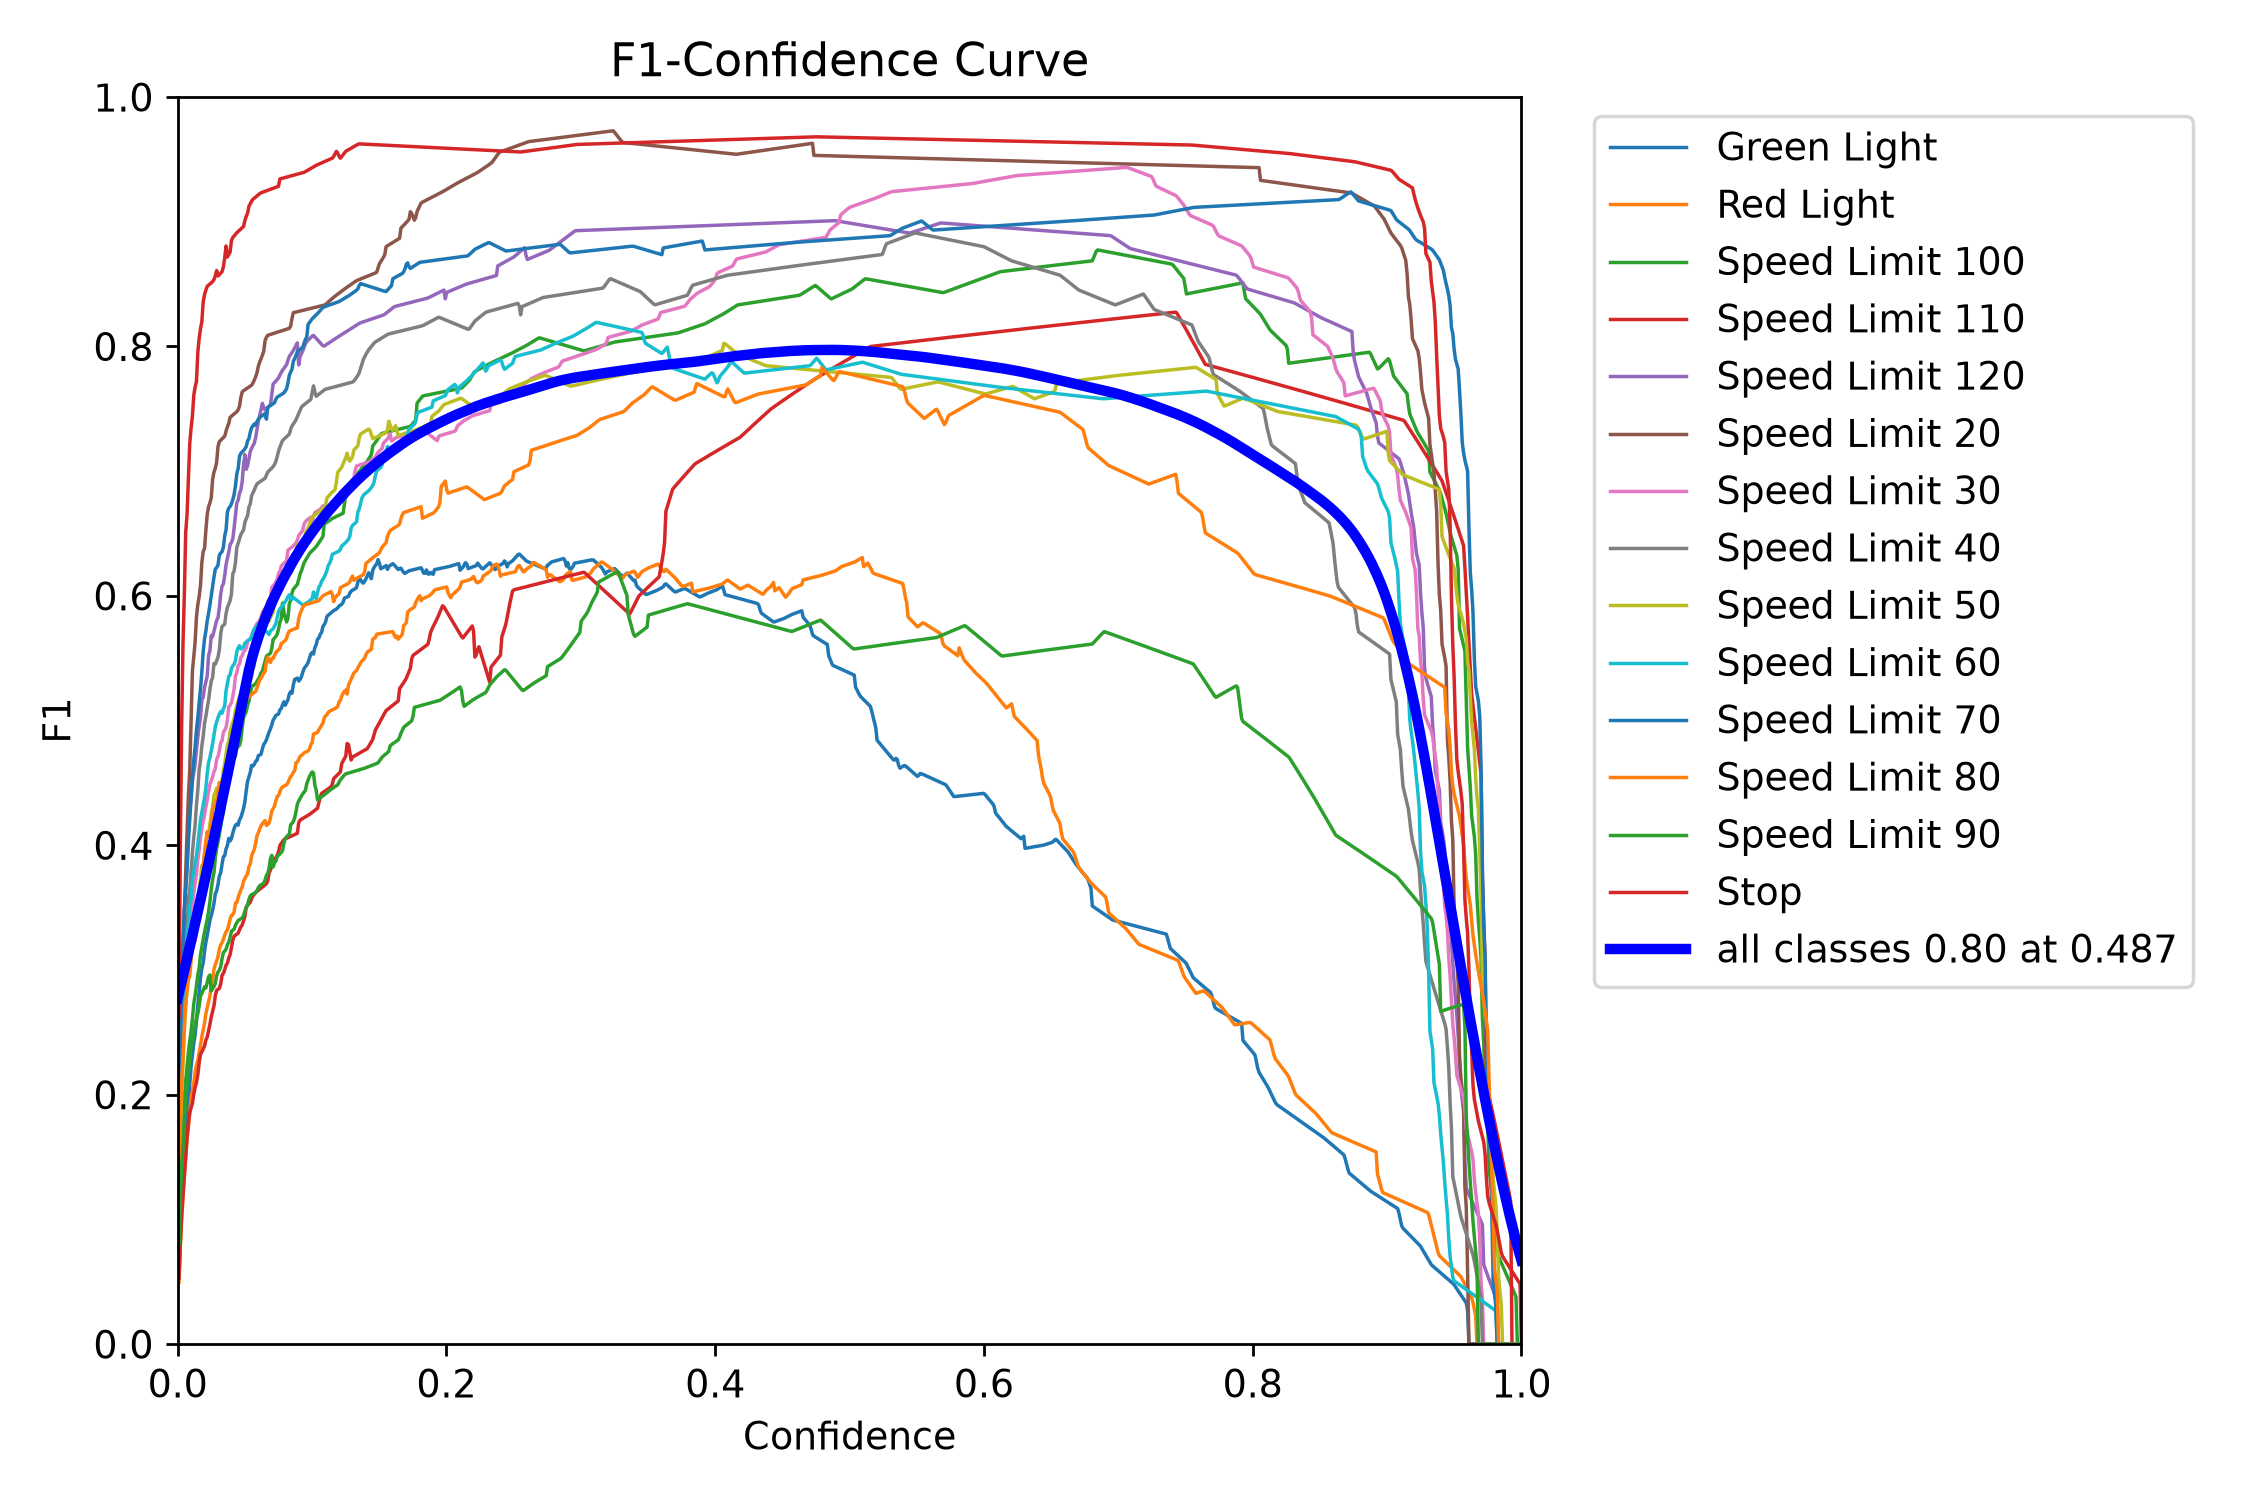 F1-Confidence Curve
1.0
0.8
0.6
0.4
0.2
0.0
F1
0.0 0.2 0.4 0.6 0.8 1.0
Confidence
Green Light
Red Light
Speed Limit 100
Speed Limit 110
Speed Limit 120
Speed Limit 20
Speed Limit 30
Speed Limit 40
Speed Limit 50
Speed Limit 60
Speed Limit 70
Speed Limit 80
Speed Limit 90
Stop
all classes 0.80 at 0.487